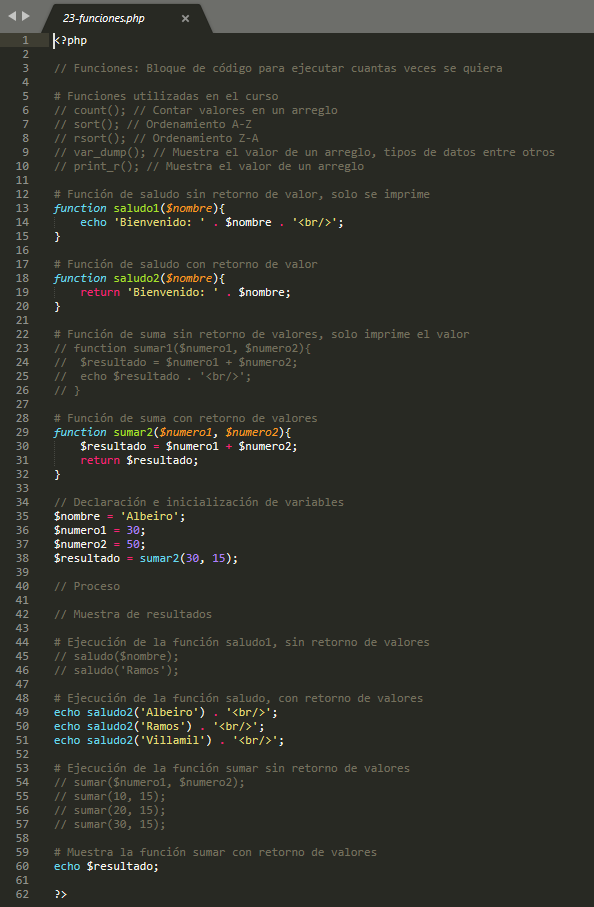 23-funciones.php ×
1 <?php
2
3 // Funciones: Bloque de código para ejecutar cuantas veces se quiera
4
5 # Funciones utilizadas en el curso
6 // count(); // Contar valores en un arreglo
7 // sort(); // Ordenamiento A-Z
8 // rsort(); // Ordenamiento Z-A
9 // var_dump(); // Muestra el valor de un arreglo, tipos de datos entre otros
10 // print_r(); // Muestra el valor de un arreglo
11
12 # Función de saludo sin retorno de valor, solo se imprime
13 function saludo1($nombre){
14     echo 'Bienvenido: ' . $nombre . '<br/>';
15 }
16
17 # Función de saludo con retorno de valor
18 function saludo2($nombre){
19     return 'Bienvenido: ' . $nombre;
20 }
21
22 # Función de suma sin retorno de valores, solo imprime el valor
23 // function sumar1($numero1, $numero2){
24 //  $resultado = $numero1 + $numero2;
25 //  echo $resultado . '<br/>';
26 // }
27
28 # Función de suma con retorno de valores
29 function sumar2($numero1, $numero2){
30     $resultado = $numero1 + $numero2;
31     return $resultado;
32 }
33
34 // Declaración e inicialización de variables
35 $nombre = 'Albeiro';
36 $numero1 = 30;
37 $numero2 = 50;
38 $resultado = sumar2(30, 15);
39
40 // Proceso
41
42 // Muestra de resultados
43
44 # Ejecución de la función saludo1, sin retorno de valores
45 // saludo($nombre);
46 // saludo('Ramos');
47
48 # Ejecución de la función saludo, con retorno de valores
49 echo saludo2('Albeiro') . '<br/>';
50 echo saludo2('Ramos') . '<br/>';
51 echo saludo2('Villamil') . '<br/>';
52
53 # Ejecución de la función sumar sin retorno de valores
54 // sumar($numero1, $numero2);
55 // sumar(10, 15);
56 // sumar(20, 15);
57 // sumar(30, 15);
58
59 # Muestra la función sumar con retorno de valores
60 echo $resultado;
61
62 ?>